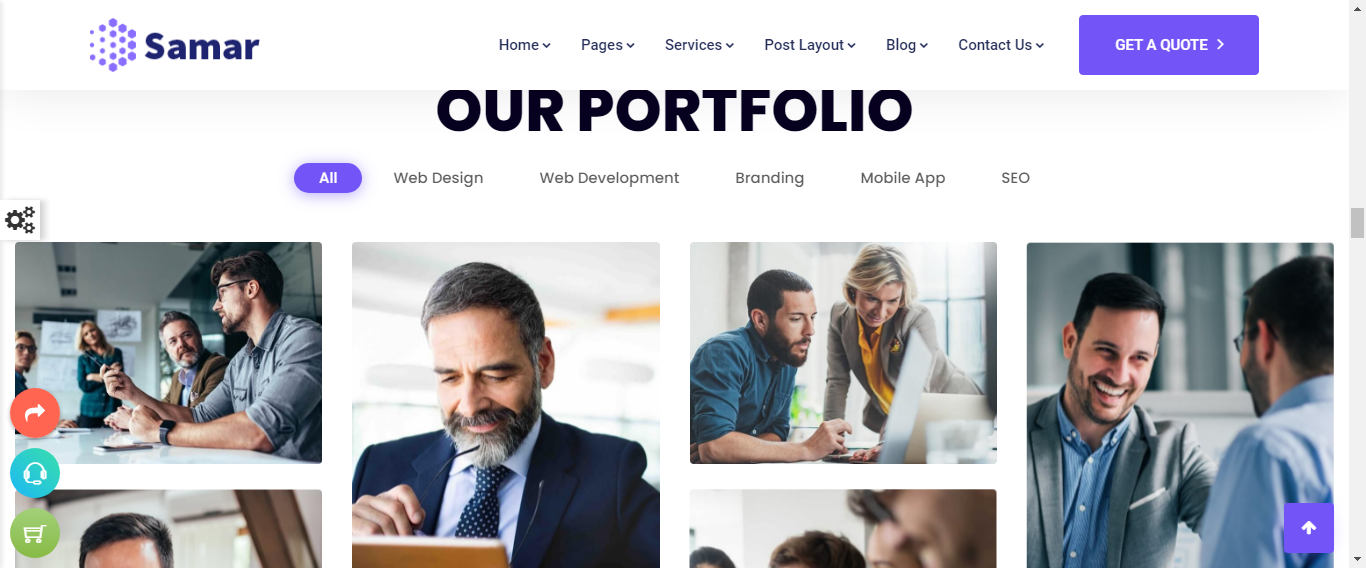 Samar
Home
Pages
Services
Post Layout
Blog
Contact Us
GET A QUOTE
OUR PORTFOLIO
All
Web Design
Web Development
Branding
Mobile App
SEO